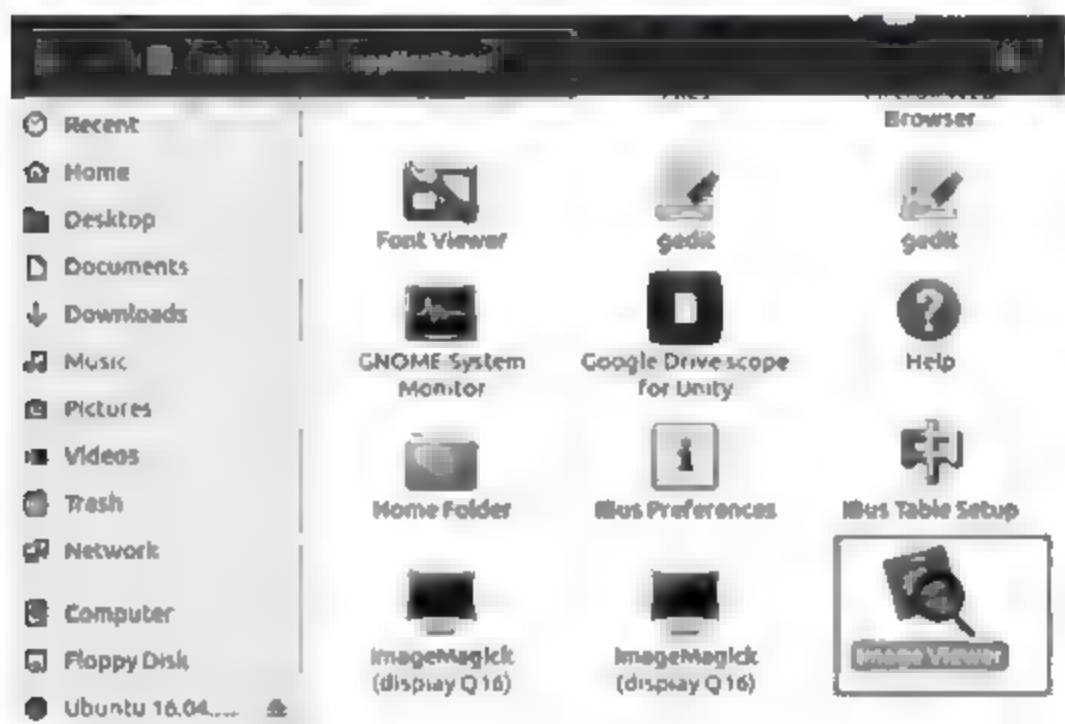 applications
Recent
Home
Desktop
Documents
Downloads
Music
Pictures
Videos
Trash
Network
Computer
Floppy Disk
Ubuntu 16.04....
Browser
Font Viewer
gedit
gedit
GNOME System
Monitor
Google Drive scope
for Unity
Help
Home Folder
IBus Preferences
IBus Table Setup
ImageMagick
(display Q16)
ImageMagick
(display Q16)
Image Viewer